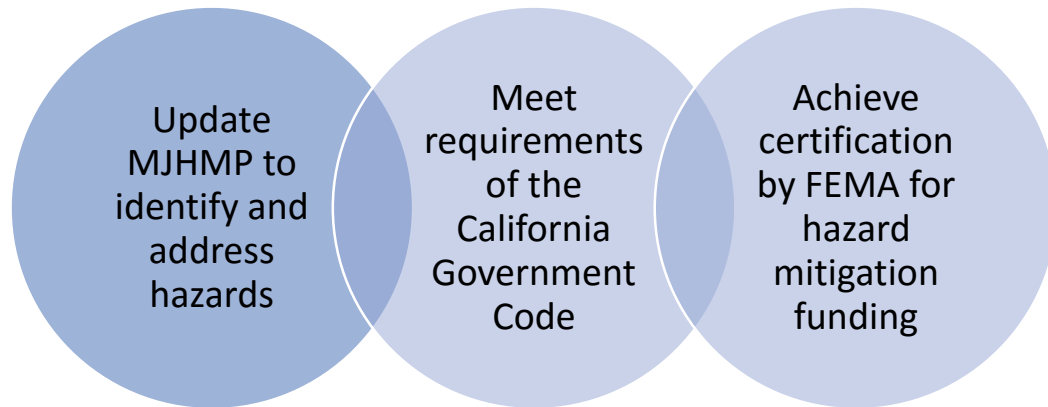 Update
MJHMP to
identify and
address
hazards
Meet
requirements
of the
California
Government
Code
Achieve
certification
by FEMA for
hazard
mitigation
funding